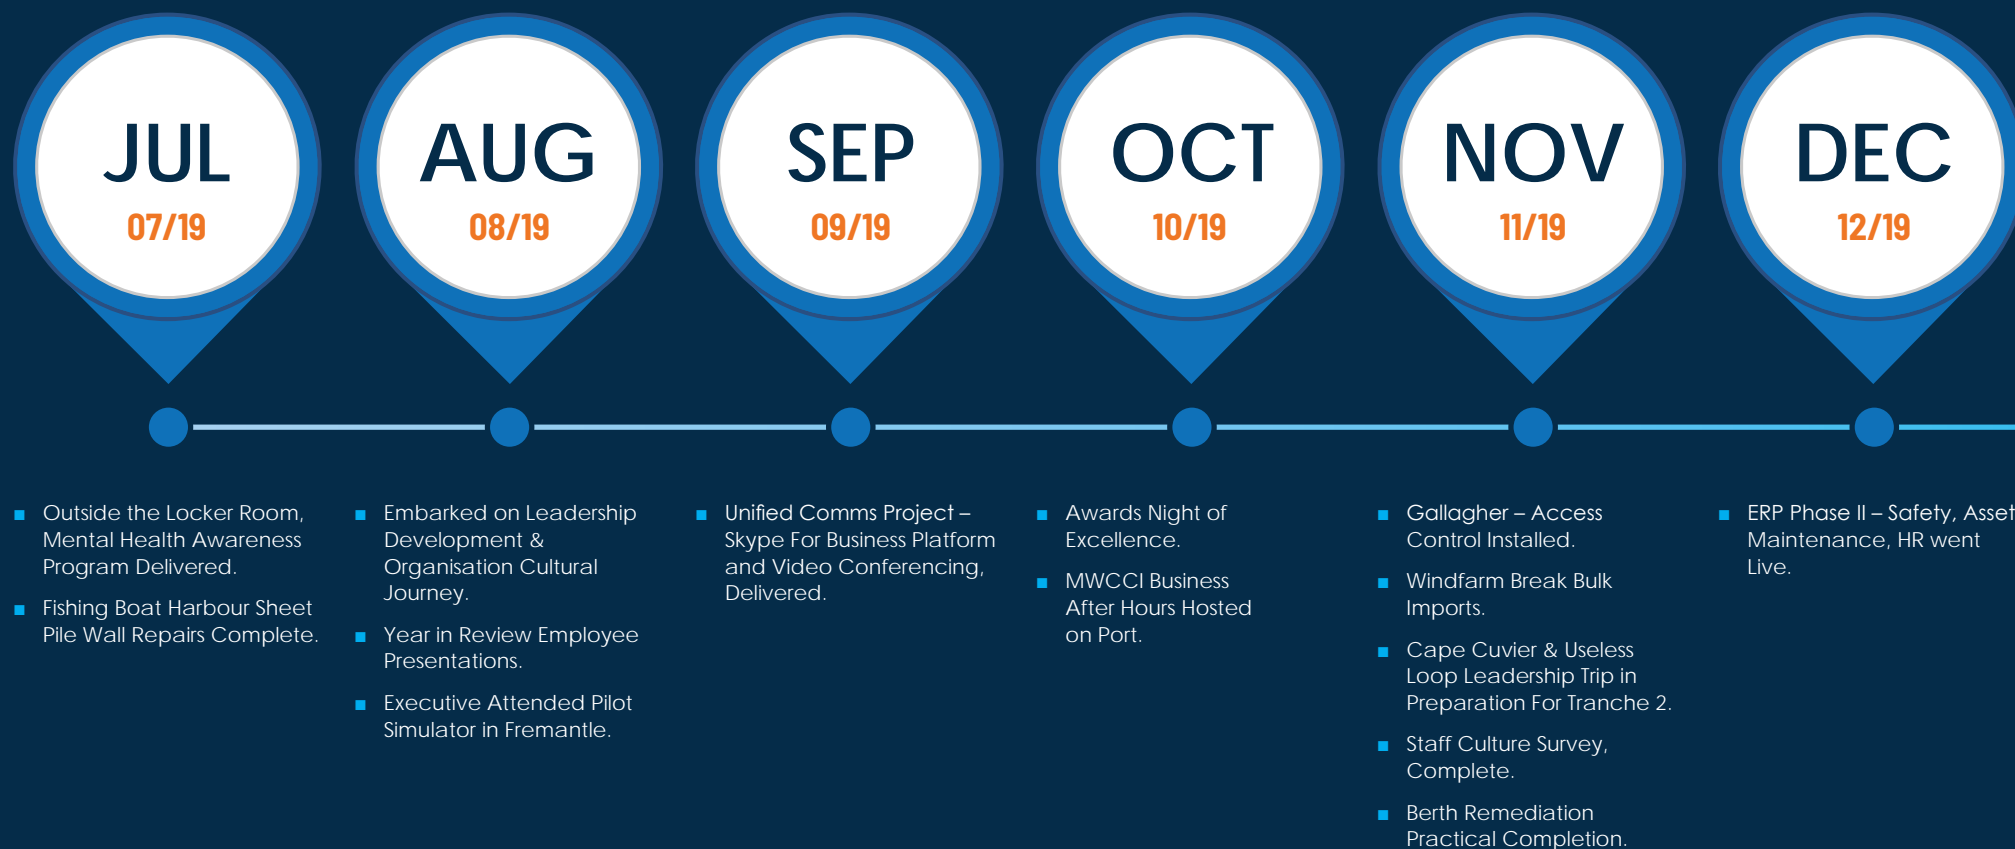 JUL
07/19
AUG
08/19
SEP
09/19
OCT
10/19
NOV
11/19
DEC
12/19
Outside the Locker Room,
Mental Health Awareness
Program Delivered.
Fishing Boat Harbour Sheet
Pile Wall Repairs Complete.
Embarked on Leadership
Development &
Organisation Cultural
Journey.
Year in Review Employee
Presentations.
Executive Attended Pilot
Simulator in Fremantle.
Unified Comms Project –
Skype For Business Platform
and Video Conferencing,
Delivered.
Awards Night of
Excellence.
MWCCI Business
After Hours Hosted
on Port.
Gallagher – Access
Control Installed.
Windfarm Break Bulk
Imports.
Cape Cuvier & Useless
Loop Leadership Trip in
Preparation For Tranche 2.
Staff Culture Survey,
Complete.
Berth Remediation
Practical Completion.
ERP Phase II – Safety, Asset
Maintenance, HR went
Live.